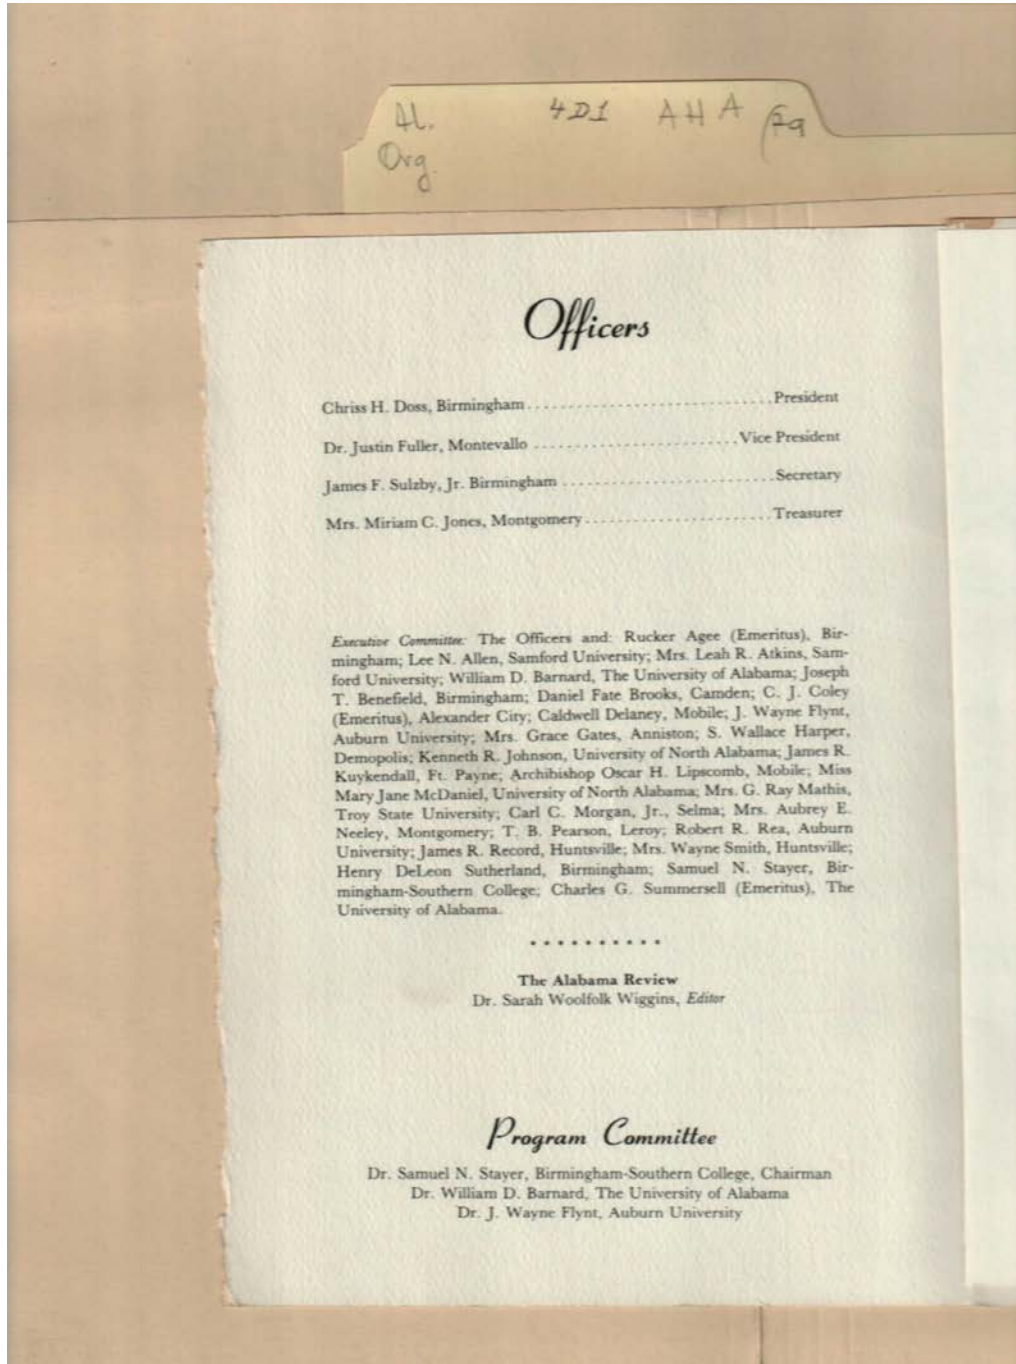 Al. 4D1 AHA
Org.
Officers
Chriss H. Doss, Birmingham..............................President
Dr. Justin Fuller, Montevallo.........................Vice President
James F. Sulzby, Jr. Birmingham..........................Secretary
Mrs. Miriam C. Jones, Montgomery.......................Treasurer
Executive Committee: The Officers and: Rucker Agee (Emeritus), Bir-
mingham; Lee N. Allen, Samford University; Mrs. Leah R. Atkins, Sam-
ford University; William D. Barnard, The University of Alabama; Joseph
T. Benefield, Birmingham; Daniel Fate Brooks, Camden; C. J. Coley
(Emeritus), Alexander City; Caldwell Delaney, Mobile; J. Wayne Flynt,
Auburn University; Mrs. Grace Gates, Anniston; S. Wallace Harper,
Demopolis; Kenneth R. Johnson, University of North Alabama; James R.
Kuykendall, Ft. Payne; Archibishop Oscar H. Lipscomb, Mobile; Miss
Mary Jane McDaniel, University of North Alabama; Mrs. G. Ray Mathis,
Troy State University; Carl C. Morgan, Jr., Selma; Mrs. Aubrey E.
Neeley, Montgomery; T. B. Pearson, Leroy; Robert R. Rea, Auburn
University; James R. Record, Huntsville; Mrs. Wayne Smith, Huntsville;
Henry DeLeon Sutherland, Birmingham; Samuel N. Stayer, Bir-
mingham-Southern College; Charles G. Summersell (Emeritus), The
University of Alabama.
..........
The Alabama Review
Dr. Sarah Woolfolk Wiggins, Editor
Program Committee
Dr. Samuel N. Stayer, Birmingham-Southern College, Chairman
Dr. William D. Barnard, The University of Alabama
Dr. J. Wayne Flynt, Auburn University